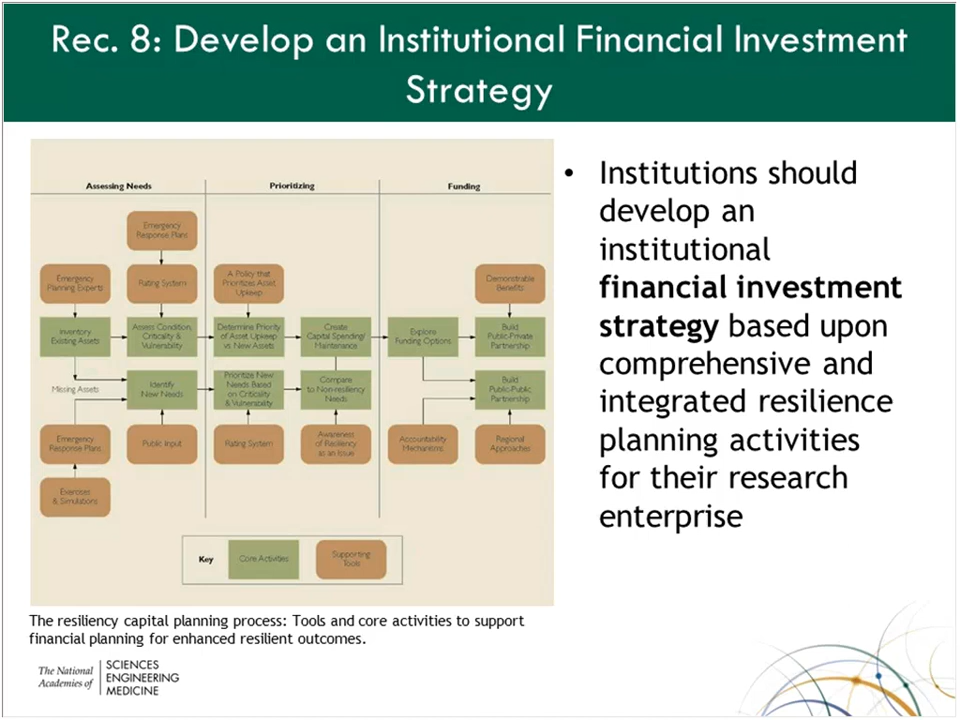 Rec. 8: Develop an Institutional Financial Investment
Strategy
Assessing Needs
Prioritizing
Funding
Emergency
Response Plans
Emergency
Planning Experts
Rating System
A Policy that
Prioritizes Asset
Upkeep
Demonstrable
Benefits
Inventory
Existing Assets
Assess Condition,
Criticality &
Vulnerability
Determine Priority
of Asset Upkeep
vs New Assets
Create
Capital Spending/
Maintenance
Explore
Funding Options
Build
Public-Private
Partnership
Missing Assets
Identify
New Needs
Prioritize New
Needs Based
on Criticality
& Vulnerability
Compare
to Non-resiliency
Needs
Build
Public-Public
Partnership
Emergency
Response Plans
Public Input
Rating System
Awareness
of Resiliency
as an Issue
Accountability
Mechanisms
Regional
Approaches
Exercises
& Simulations
Key
Core Activities
Supporting
Tools
The resiliency capital planning process: Tools and core activities to support
financial planning for enhanced resilient outcomes.
• Institutions should
develop an
institutional
financial investment
strategy based upon
comprehensive and
integrated resilience
planning activities
for their research
enterprise
The National
Academies of
SCIENCES
ENGINEERING
MEDICINE